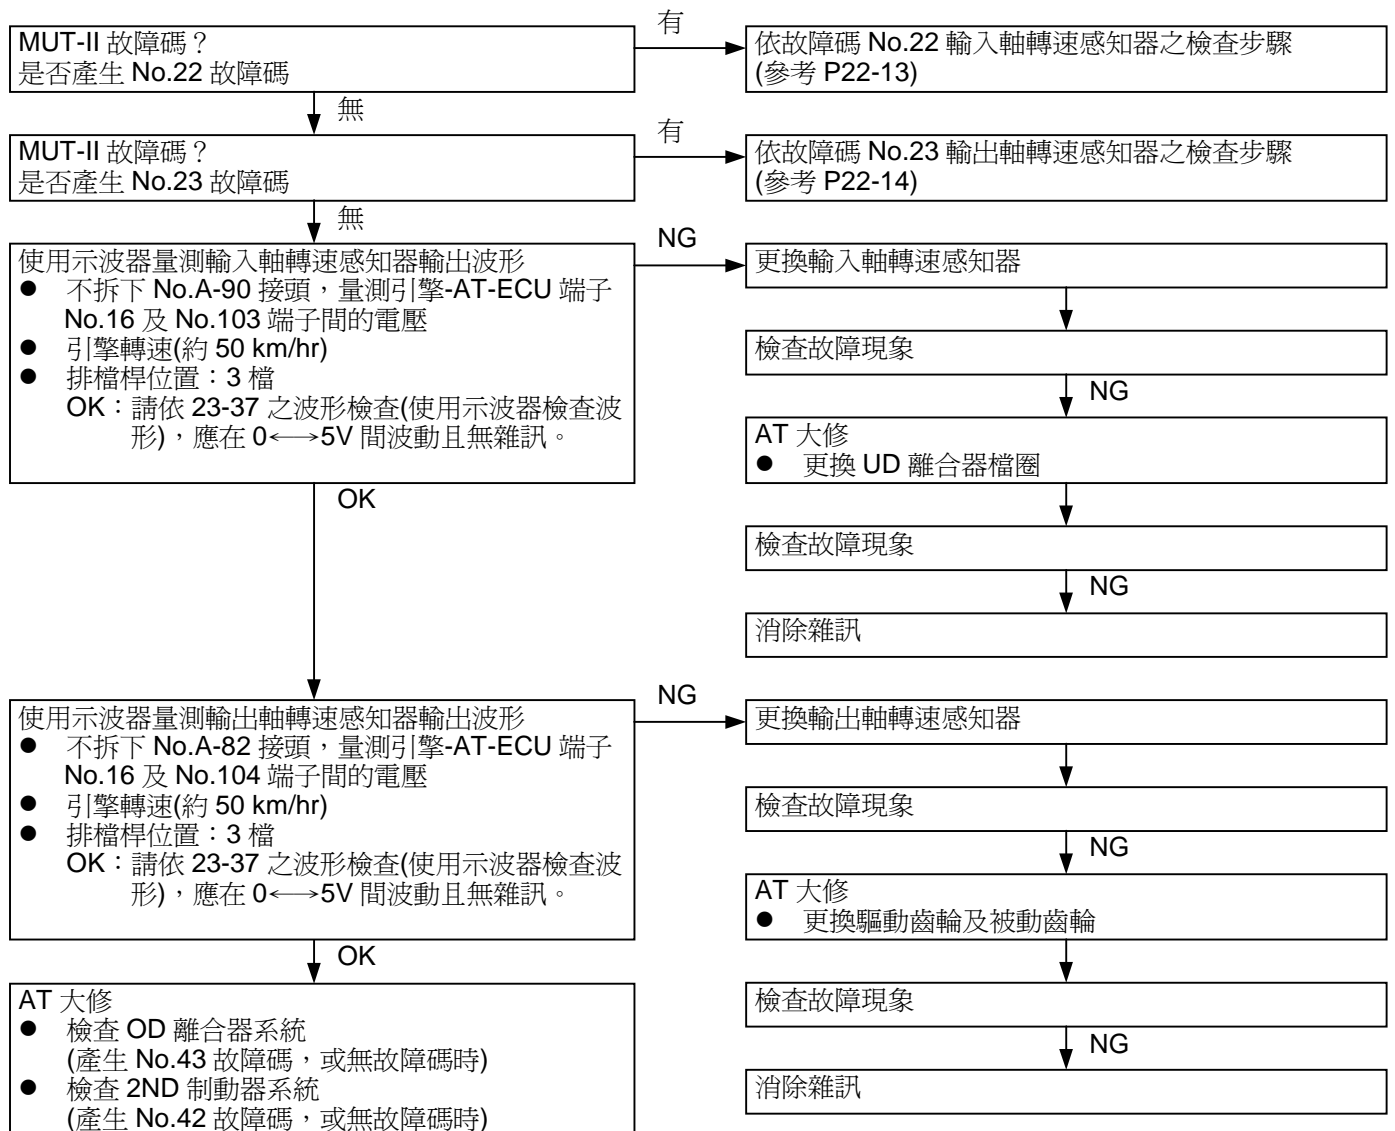 MUT-II 故障碼？
是否產生 No.22 故障碼
有
依故障碼 No.22 輸入軸轉速感知器之檢查步驟
(參考 P22-13)
無
MUT-II 故障碼？
是否產生 No.23 故障碼
有
依故障碼 No.23 輸出軸轉速感知器之檢查步驟
(參考 P22-14)
無
使用示波器量測輸入軸轉速感知器輸出波形
● 不拆下 No.A-90 接頭，量測引擎-AT-ECU 端子
No.16 及 No.103 端子間的電壓
● 引擎轉速(約 50 km/hr)
● 排檔桿位置：3 檔
OK：請依 23-37 之波形檢查(使用示波器檢查波
形)，應在 0←→5V 間波動且無雜訊。
NG
更換輸入軸轉速感知器
檢查故障現象
NG
AT 大修
● 更換 UD 離合器檔圈
檢查故障現象
NG
消除雜訊
OK
使用示波器量測輸出軸轉速感知器輸出波形
● 不拆下 No.A-82 接頭，量測引擎-AT-ECU 端子
No.16 及 No.104 端子間的電壓
● 引擎轉速(約 50 km/hr)
● 排檔桿位置：3 檔
OK：請依 23-37 之波形檢查(使用示波器檢查波
形)，應在 0←→5V 間波動且無雜訊。
NG
更換輸出軸轉速感知器
檢查故障現象
NG
AT 大修
● 更換驅動齒輪及被動齒輪
檢查故障現象
NG
消除雜訊
OK
AT 大修
● 檢查 OD 離合器系統
(產生 No.43 故障碼，或無故障碼時)
● 檢查 2ND 制動器系統
(產生 No.42 故障碼，或無故障碼時)